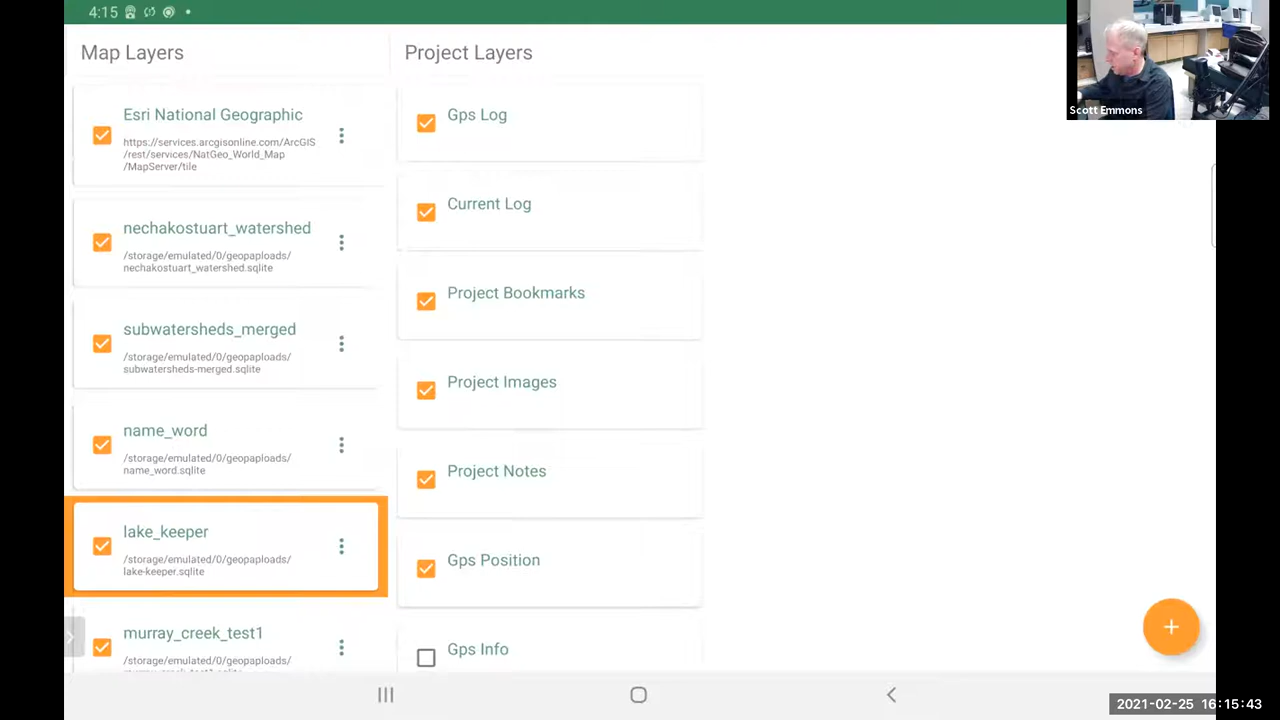 4:15
Map Layers
Esri National Geographic
https://services.arcgisonline.com/ArcGIS
/rest/services/NatGeo_World_Map
/MapServer/tile
nechakostuart_watershed
/storage/emulated/0/geopaploads/
nechakostuart_watershed.sqlite
subwatersheds_merged
/storage/emulated/0/geopaploads/
subwatersheds-merged.sqlite
name_word
/storage/emulated/0/geopaploads/
name_word.sqlite
lake_keeper
/storage/emulated/0/geopaploads/
lake-keeper.sqlite
murray_creek_test1
/storage/emulated/0/geopaploads/
Project Layers
Gps Log
Current Log
Project Bookmarks
Project Images
Project Notes
Gps Position
Gps Info
Scott Emmons
2021-02-25 16:15:43